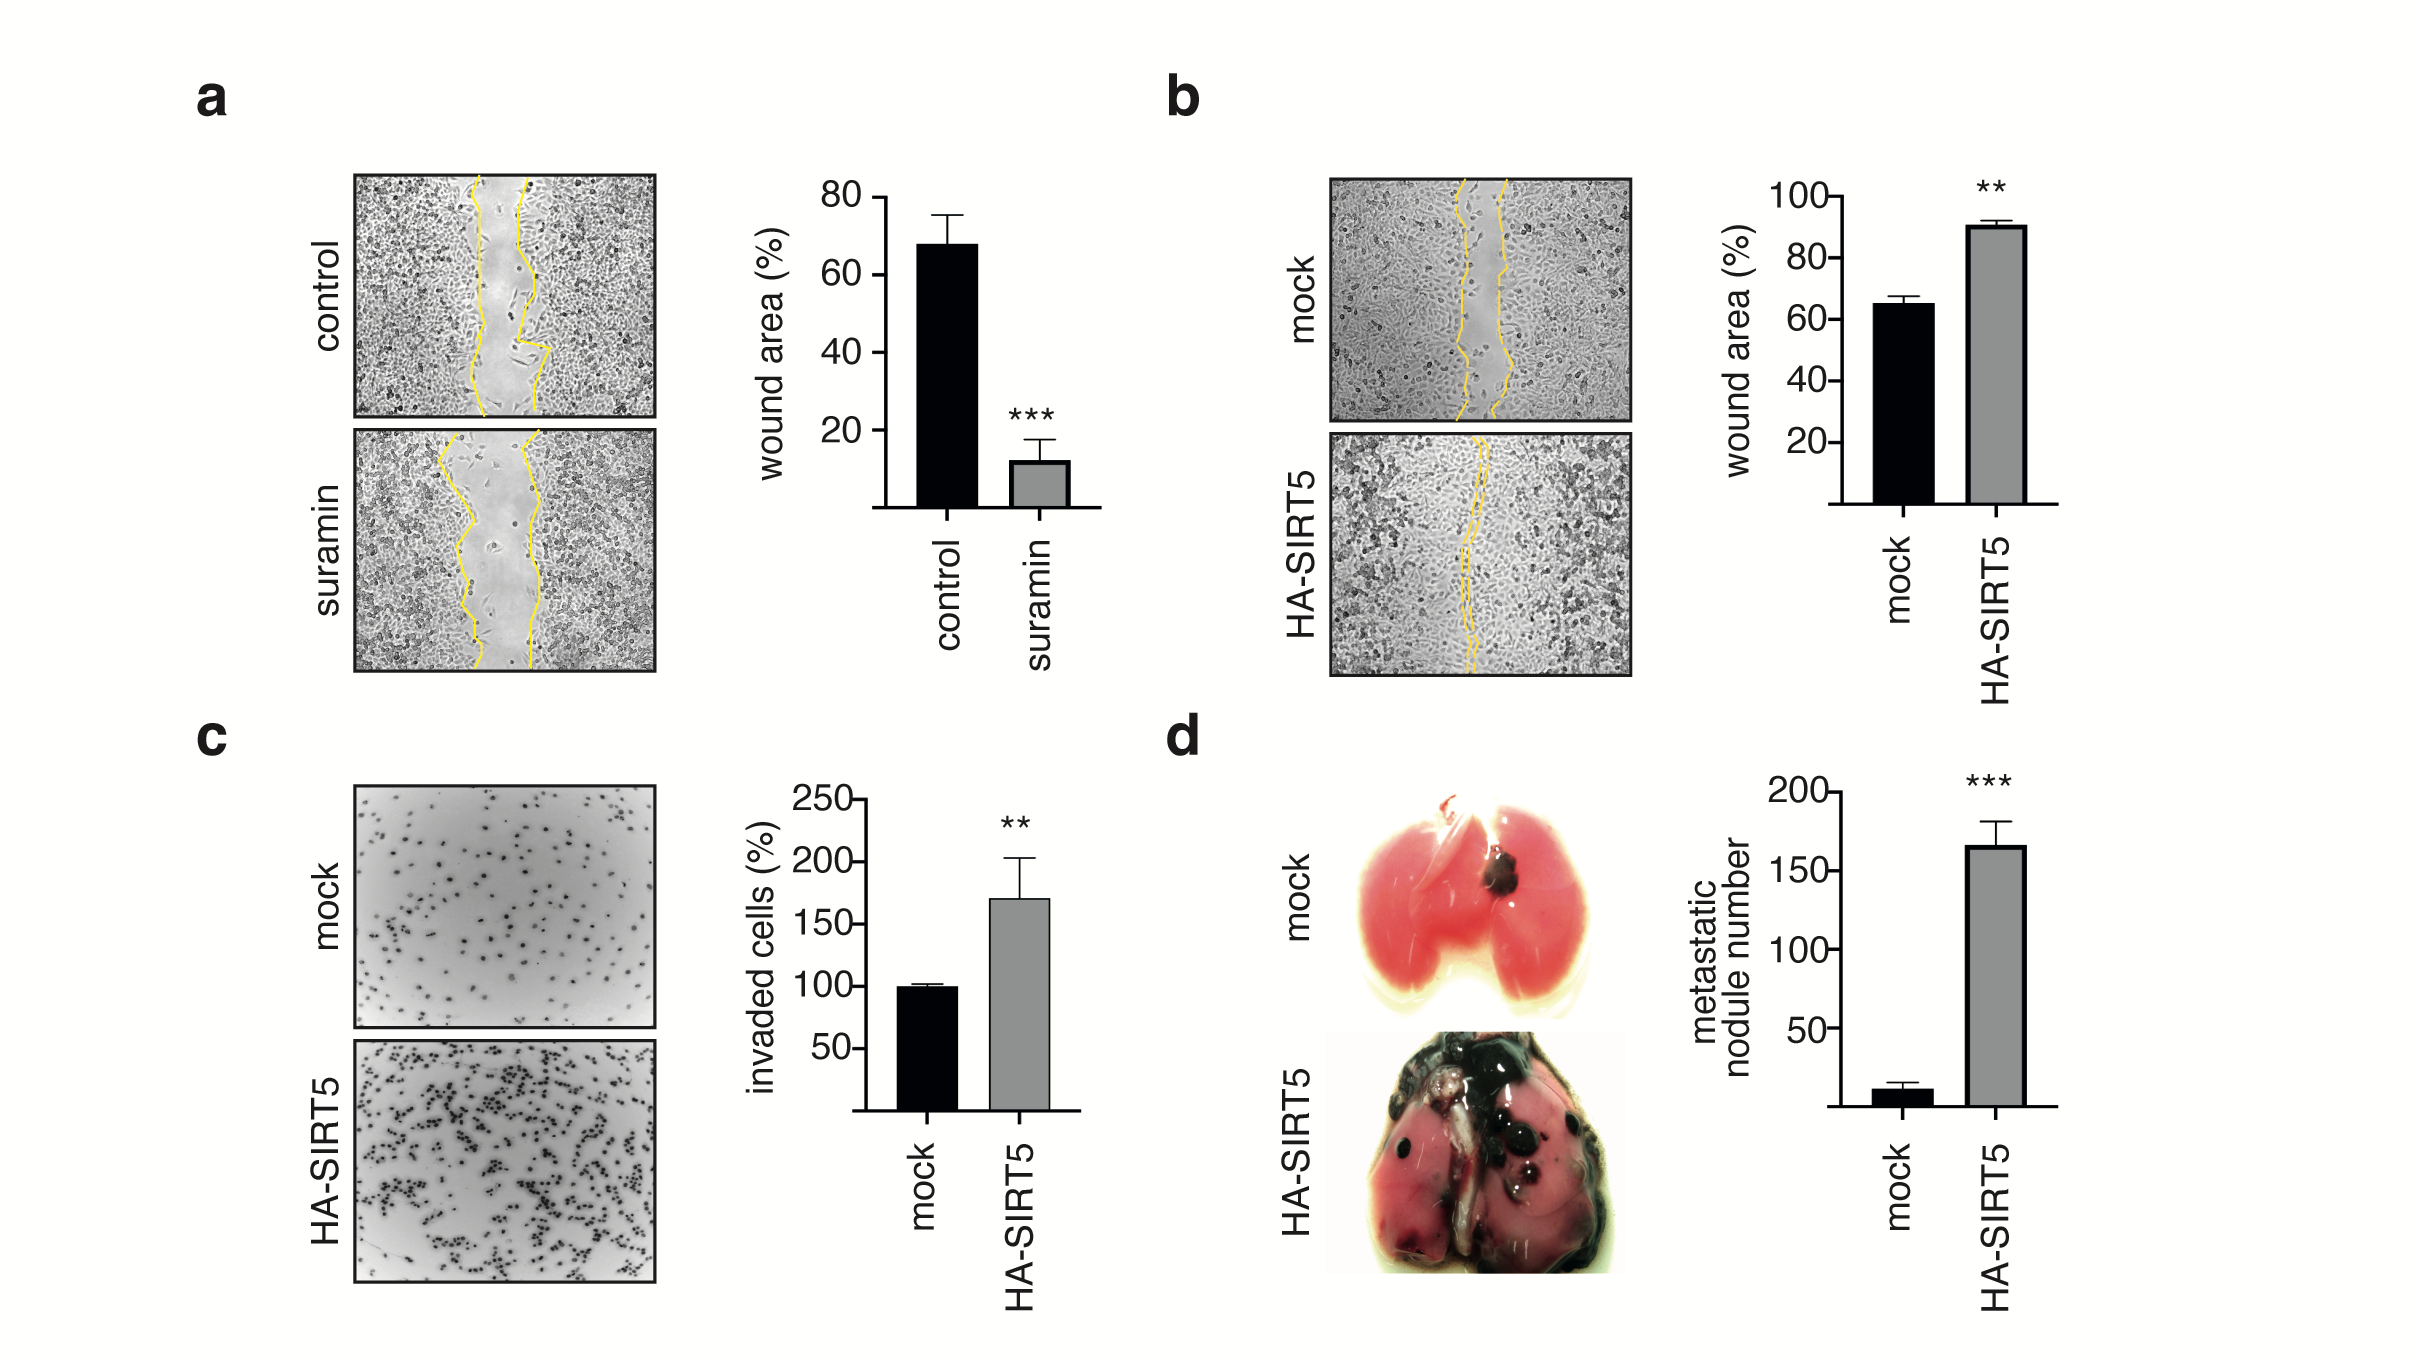 a
control
suramin
wound area (%)
80
60
40
20
***
control
suramin
b
mock
HA-SIRT5
wound area (%)
100
80
60
40
20
**
mock
HA-SIRT5
c
mock
HA-SIRT5
invaded cells (%)
250
200
150
100
50
**
mock
HA-SIRT5
d
mock
HA-SIRT5
metastatic
nodule number
200
150
100
50
***
mock
HA-SIRT5